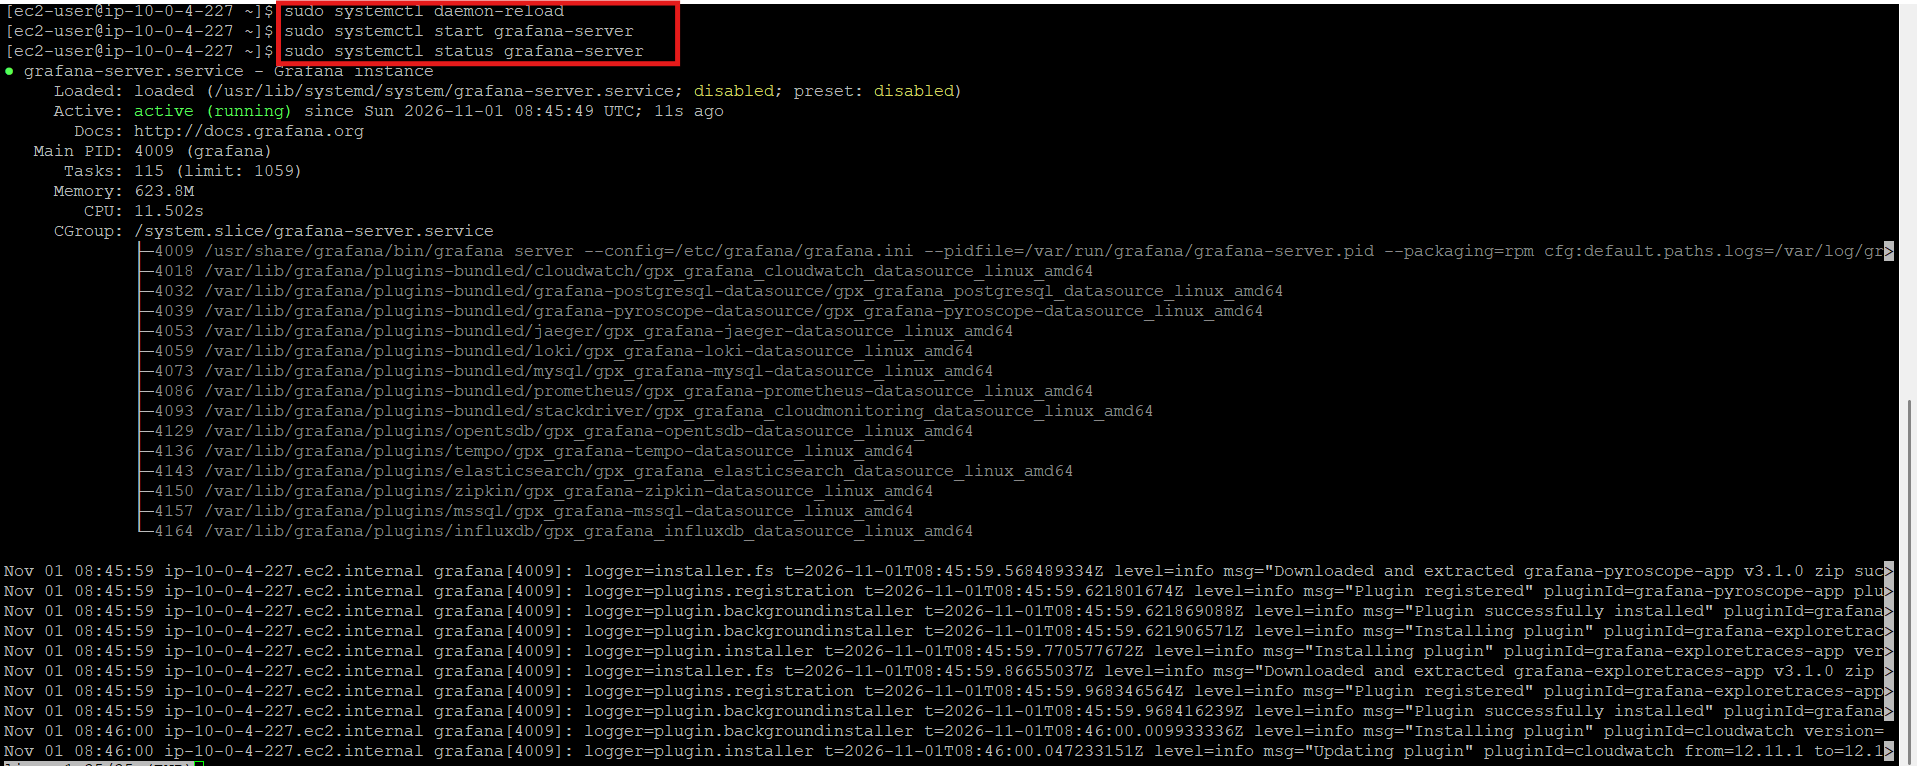 [ec2-user@ip-10-0-4-227 ~]$ sudo systemctl daemon-reload
[ec2-user@ip-10-0-4-227 ~]$ sudo systemctl start grafana-server
[ec2-user@ip-10-0-4-227 ~]$ sudo systemctl status grafana-server
● grafana-server.service - Grafana instance
Loaded: loaded (/usr/lib/systemd/system/grafana-server.service; disabled; preset: disabled)
Active: active (running) since Sun 2026-11-01 08:45:49 UTC; 11s ago
Docs: http://docs.grafana.org
Main PID: 4009 (grafana)
Tasks: 115 (limit: 1059)
Memory: 623.8M
CPU: 11.502s
CGroup: /system.slice/grafana-server.service
├─4009 /usr/share/grafana/bin/grafana server --config=/etc/grafana/grafana.ini --pidfile=/var/run/grafana/grafana-server.pid --packaging=rpm cfg:default.paths.logs=/var/log/gr>
├─4018 /var/lib/grafana/plugins-bundled/cloudwatch/gpx_grafana_cloudwatch_datasource_linux_amd64
├─4032 /var/lib/grafana/plugins-bundled/grafana-postgresql-datasource/gpx_grafana_postgresql_datasource_linux_amd64
├─4039 /var/lib/grafana/plugins-bundled/grafana-pyroscope-datasource/gpx_grafana-pyroscope-datasource_linux_amd64
├─4053 /var/lib/grafana/plugins-bundled/jaeger/gpx_grafana-jaeger-datasource_linux_amd64
├─4059 /var/lib/grafana/plugins-bundled/loki/gpx_grafana-loki-datasource_linux_amd64
├─4073 /var/lib/grafana/plugins-bundled/mysql/gpx_grafana-mysql-datasource_linux_amd64
├─4086 /var/lib/grafana/plugins-bundled/prometheus/gpx_grafana-prometheus-datasource_linux_amd64
├─4093 /var/lib/grafana/plugins-bundled/stackdriver/gpx_grafana_cloudmonitoring_datasource_linux_amd64
├─4129 /var/lib/grafana/plugins/opentsdb/gpx_grafana-opentsdb-datasource_linux_amd64
├─4136 /var/lib/grafana/plugins/tempo/gpx_grafana-tempo-datasource_linux_amd64
├─4143 /var/lib/grafana/plugins/elasticsearch/gpx_grafana_elasticsearch_datasource_linux_amd64
├─4150 /var/lib/grafana/plugins/zipkin/gpx_grafana-zipkin-datasource_linux_amd64
├─4157 /var/lib/grafana/plugins/mssql/gpx_grafana-mssql-datasource_linux_amd64
└─4164 /var/lib/grafana/plugins/influxdb/gpx_grafana_influxdb_datasource_linux_amd64
Nov 01 08:45:59 ip-10-0-4-227.ec2.internal grafana[4009]: logger=installer.fs t=2026-11-01T08:45:59.568489334Z level=info msg="Downloaded and extracted grafana-pyroscope-app v3.1.0 zip suc>
Nov 01 08:45:59 ip-10-0-4-227.ec2.internal grafana[4009]: logger=plugins.registration t=2026-11-01T08:45:59.621801674Z level=info msg="Plugin registered" pluginId=grafana-pyroscope-app plu>
Nov 01 08:45:59 ip-10-0-4-227.ec2.internal grafana[4009]: logger=plugin.backgroundinstaller t=2026-11-01T08:45:59.621869088Z level=info msg="Plugin successfully installed" pluginId=grafana>
Nov 01 08:45:59 ip-10-0-4-227.ec2.internal grafana[4009]: logger=plugin.backgroundinstaller t=2026-11-01T08:45:59.621906571Z level=info msg="Installing plugin" pluginId=grafana-exploretrac>
Nov 01 08:45:59 ip-10-0-4-227.ec2.internal grafana[4009]: logger=plugin.installer t=2026-11-01T08:45:59.770577672Z level=info msg="Installing plugin" pluginId=grafana-exploretraces-app ver>
Nov 01 08:45:59 ip-10-0-4-227.ec2.internal grafana[4009]: logger=installer.fs t=2026-11-01T08:45:59.86655037Z level=info msg="Downloaded and extracted grafana-exploretraces-app v3.1.0 zip >
Nov 01 08:45:59 ip-10-0-4-227.ec2.internal grafana[4009]: logger=plugins.registration t=2026-11-01T08:45:59.968346564Z level=info msg="Plugin registered" pluginId=grafana-exploretraces-app>
Nov 01 08:45:59 ip-10-0-4-227.ec2.internal grafana[4009]: logger=plugin.backgroundinstaller t=2026-11-01T08:45:59.968416239Z level=info msg="Plugin successfully installed" pluginId=grafana>
Nov 01 08:46:00 ip-10-0-4-227.ec2.internal grafana[4009]: logger=plugin.backgroundinstaller t=2026-11-01T08:46:00.009933336Z level=info msg="Installing plugin" pluginId=cloudwatch version=>
Nov 01 08:46:00 ip-10-0-4-227.ec2.internal grafana[4009]: logger=plugin.installer t=2026-11-01T08:46:00.047233151Z level=info msg="Updating plugin" pluginId=cloudwatch from=12.11.1 to=12.1>